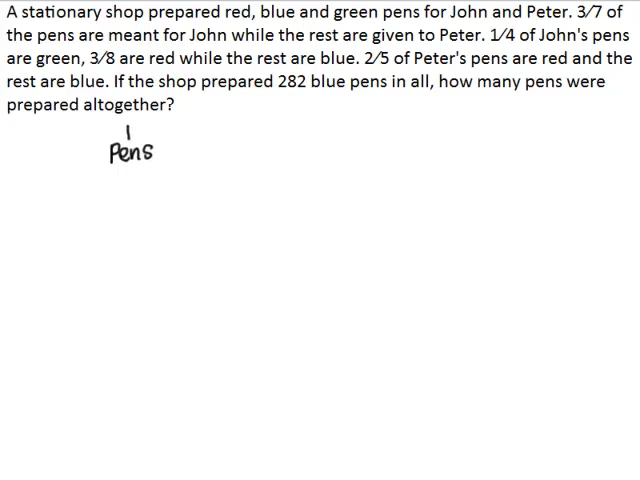 A stationary shop prepared red, blue and green pens for John and Peter. 3⁄7 of
the pens are meant for John while the rest are given to Peter. 1⁄4 of John's pens
are green, 3⁄8 are red while the rest are blue. 2⁄5 of Peter's pens are red and the
rest are blue. If the shop prepared 282 blue pens in all, how many pens were
prepared altogether?
1
Pens